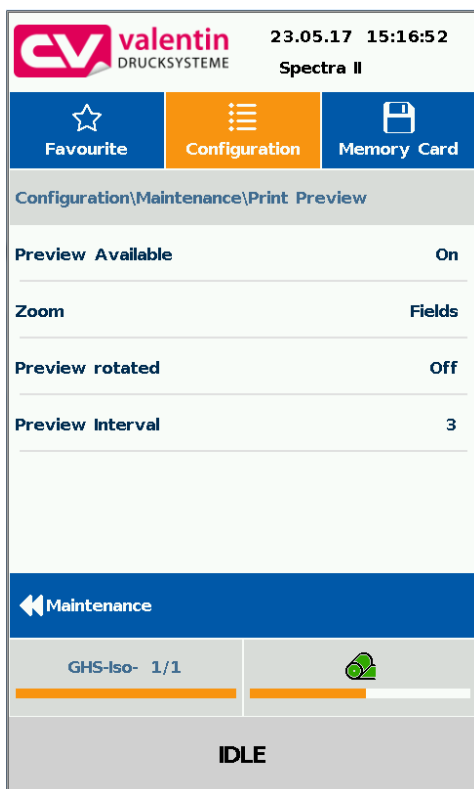 CV valentin 23.05.17 15:16:52
DRUCKSYSTEME Spectra II
Favourite Configuration Memory Card
Configuration\Maintenance\Print Preview
Preview Available On
Zoom Fields
Preview rotated Off
Preview Interval 3
Maintenance
GHS-Iso- 1/1
IDLE